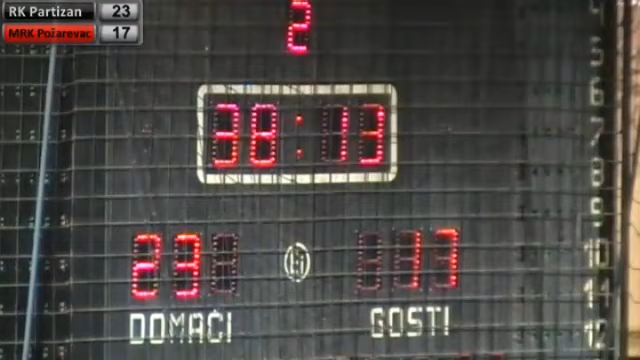 RK Partizan 23
MRK Požarevac 17
2
38:13
23 17
DOMAĆI GOSTI